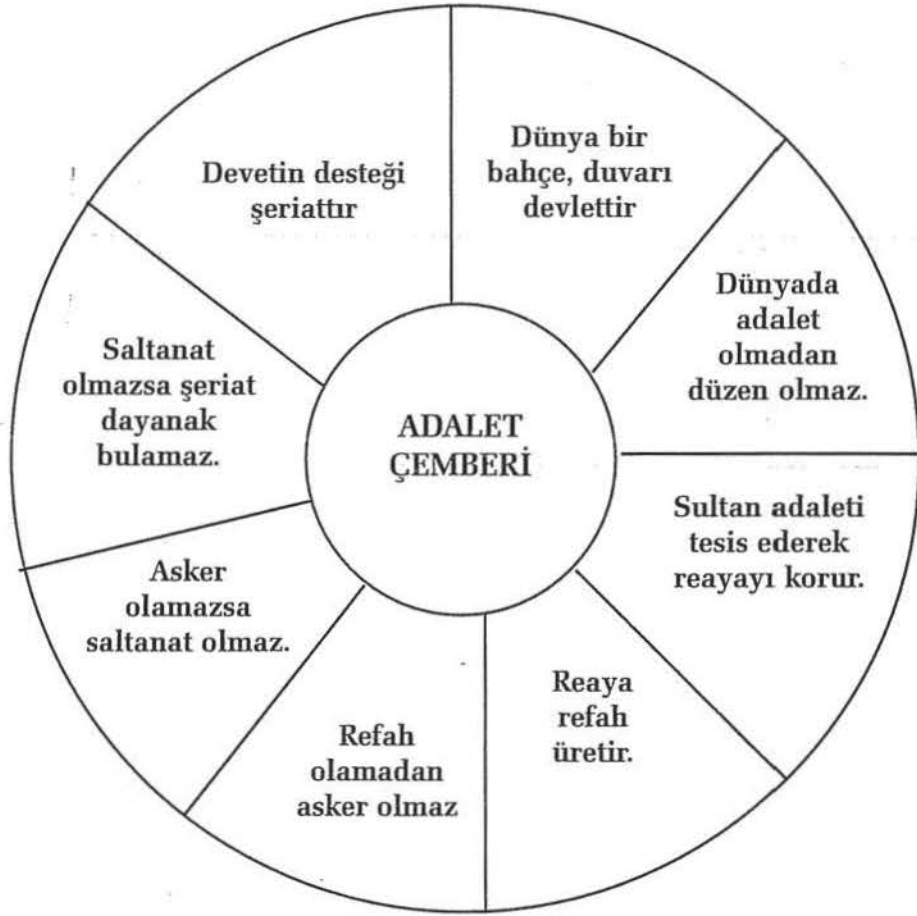 Devetin desteği
şeriattır
Dünya bir
bahçe, duvarı
devlettir
Dünyada
adalet
olmadan
düzen olmaz.
Sultan adaleti
tesis ederek
reayayı korur.
Reaya
refah
üretir.
Refah
olamadan
asker olmaz
Asker
olamazsa
saltanat olmaz.
Saltanat
olmazsa şeriat
dayanak
bulamaz.
ADALET
ÇEMBERİ